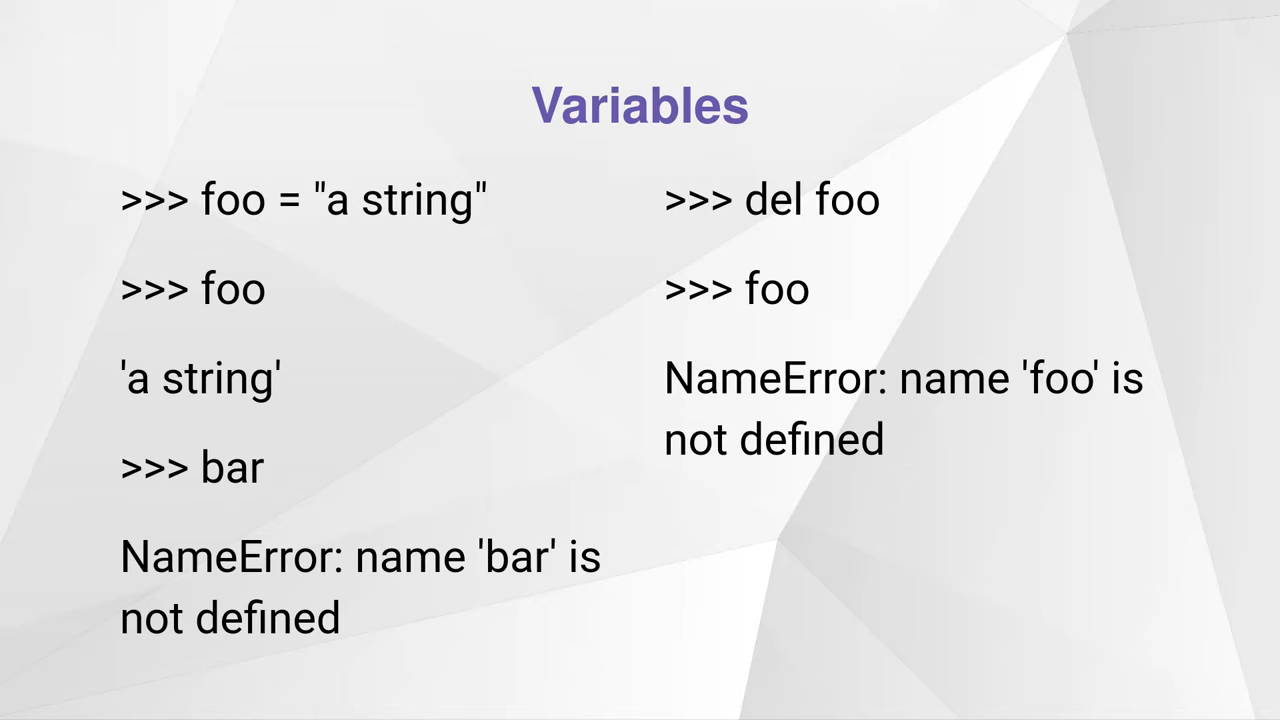 Variables
>>> foo = "a string"
>>> foo
'a string'
>>> bar
NameError: name 'bar' is
not defined
>>> del foo
>>> foo
NameError: name 'foo' is
not defined